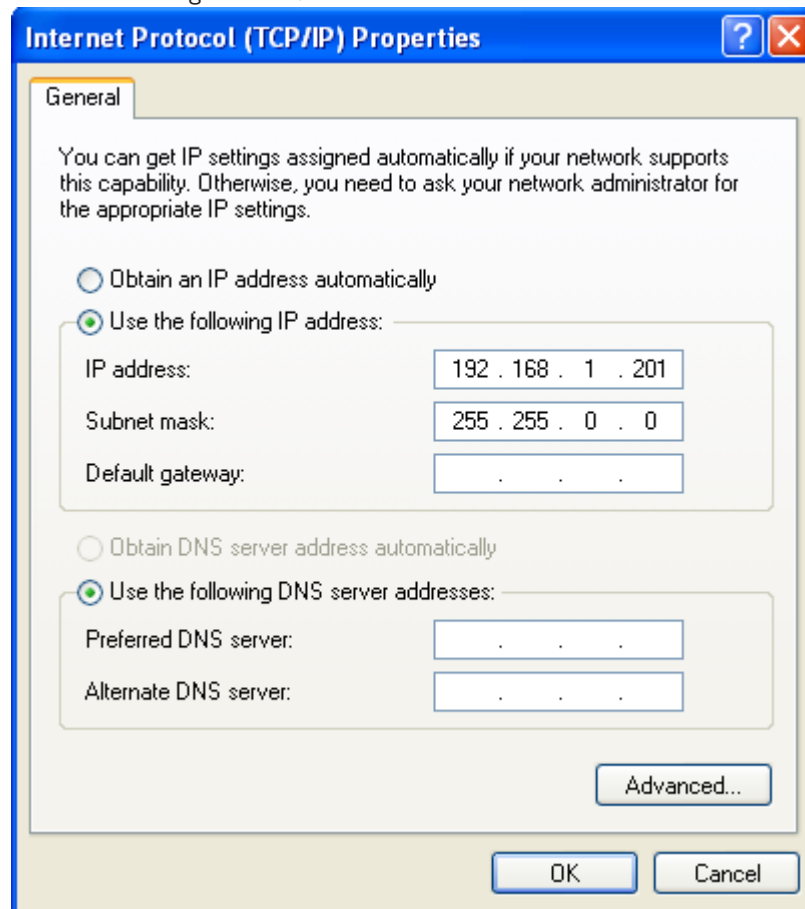 Internet Protocol (TCP/IP) Properties
General
You can get IP settings assigned automatically if your network supports
this capability. Otherwise, you need to ask your network administrator for
the appropriate IP settings.
Obtain an IP address automatically
Use the following IP address:
IP address: 192 . 168 . 1 . 201
Subnet mask: 255 . 255 . 0 . 0
Default gateway: . . .
Obtain DNS server address automatically
Use the following DNS server addresses:
Preferred DNS server: . . .
Alternate DNS server: . . .
Advanced...
OK Cancel